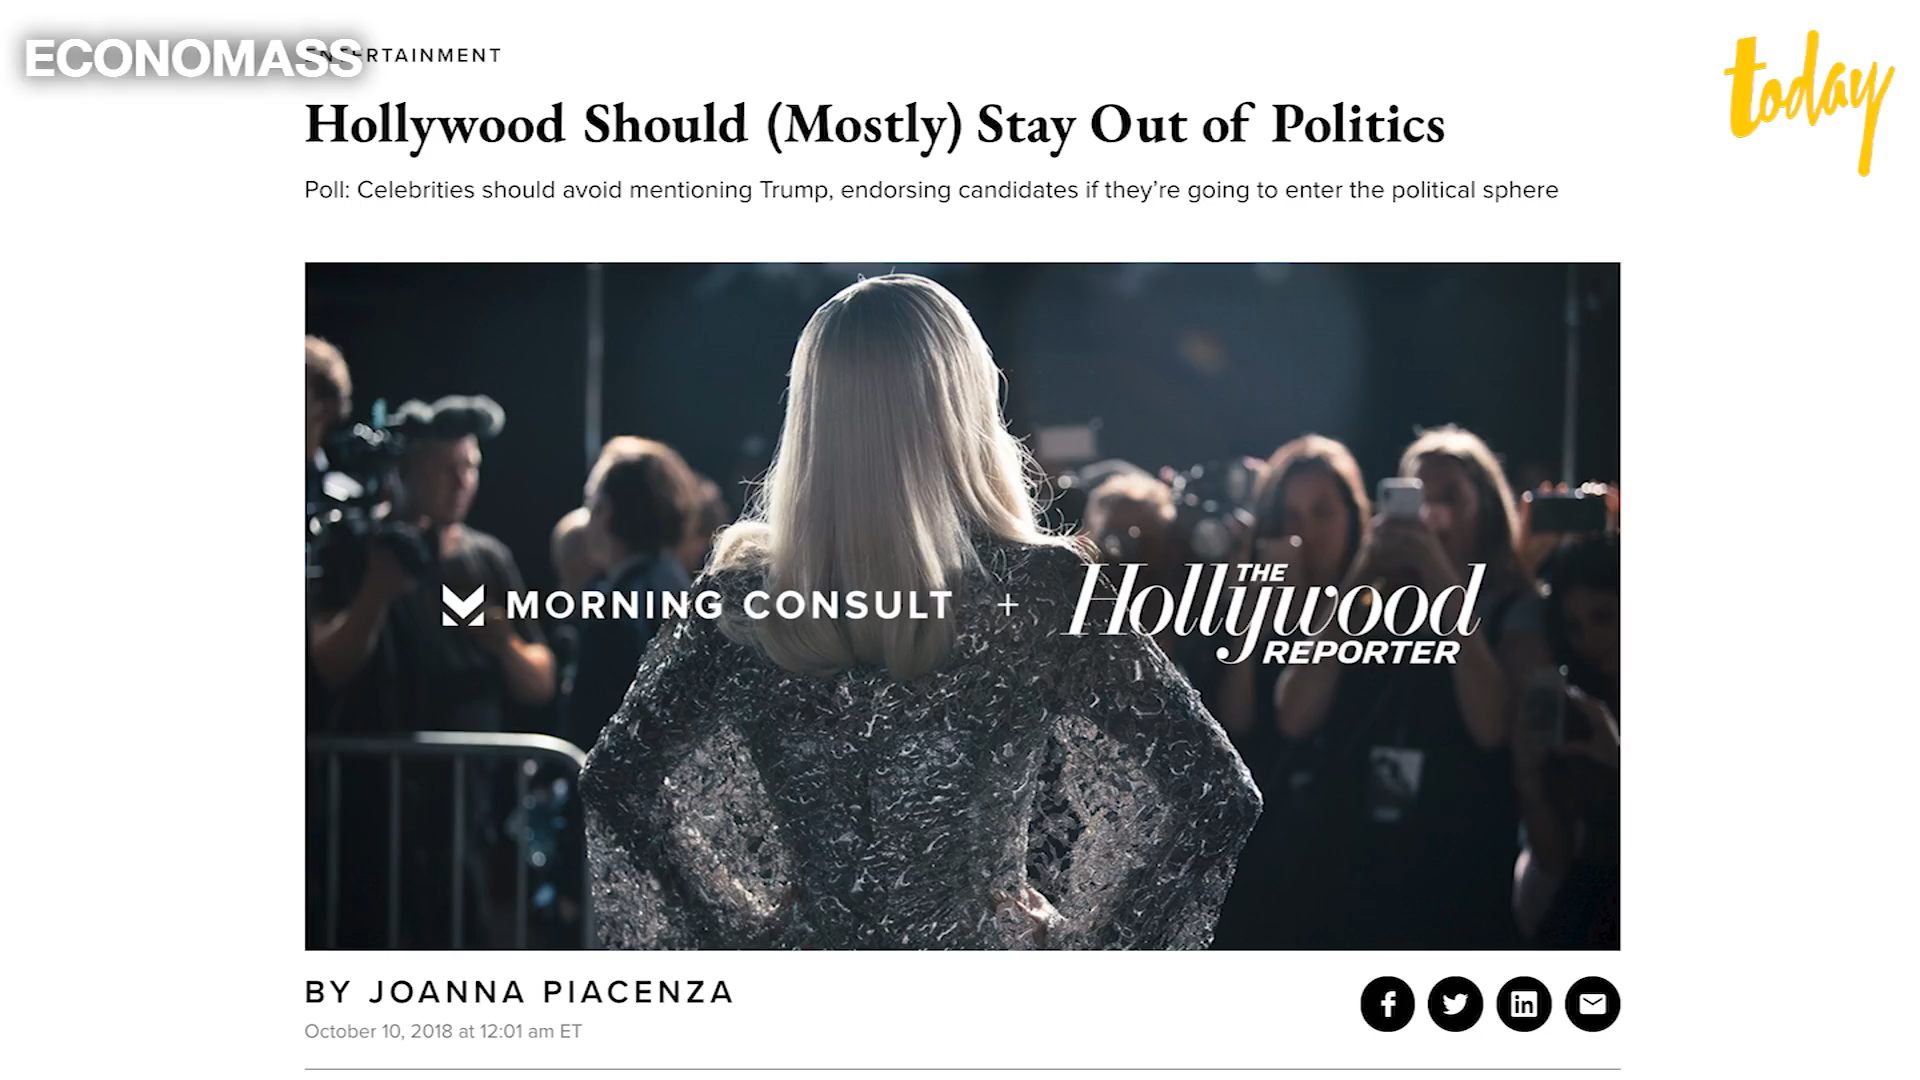 ECONOMASS
ENTERTAINMENT
today
Hollywood Should (Mostly) Stay Out of Politics
Poll: Celebrities should avoid mentioning Trump, endorsing candidates if they’re going to enter the political sphere
MORNING CONSULT + THE Hollywood REPORTER
BY JOANNA PIACENZA
October 10, 2018 at 12:01 am ET